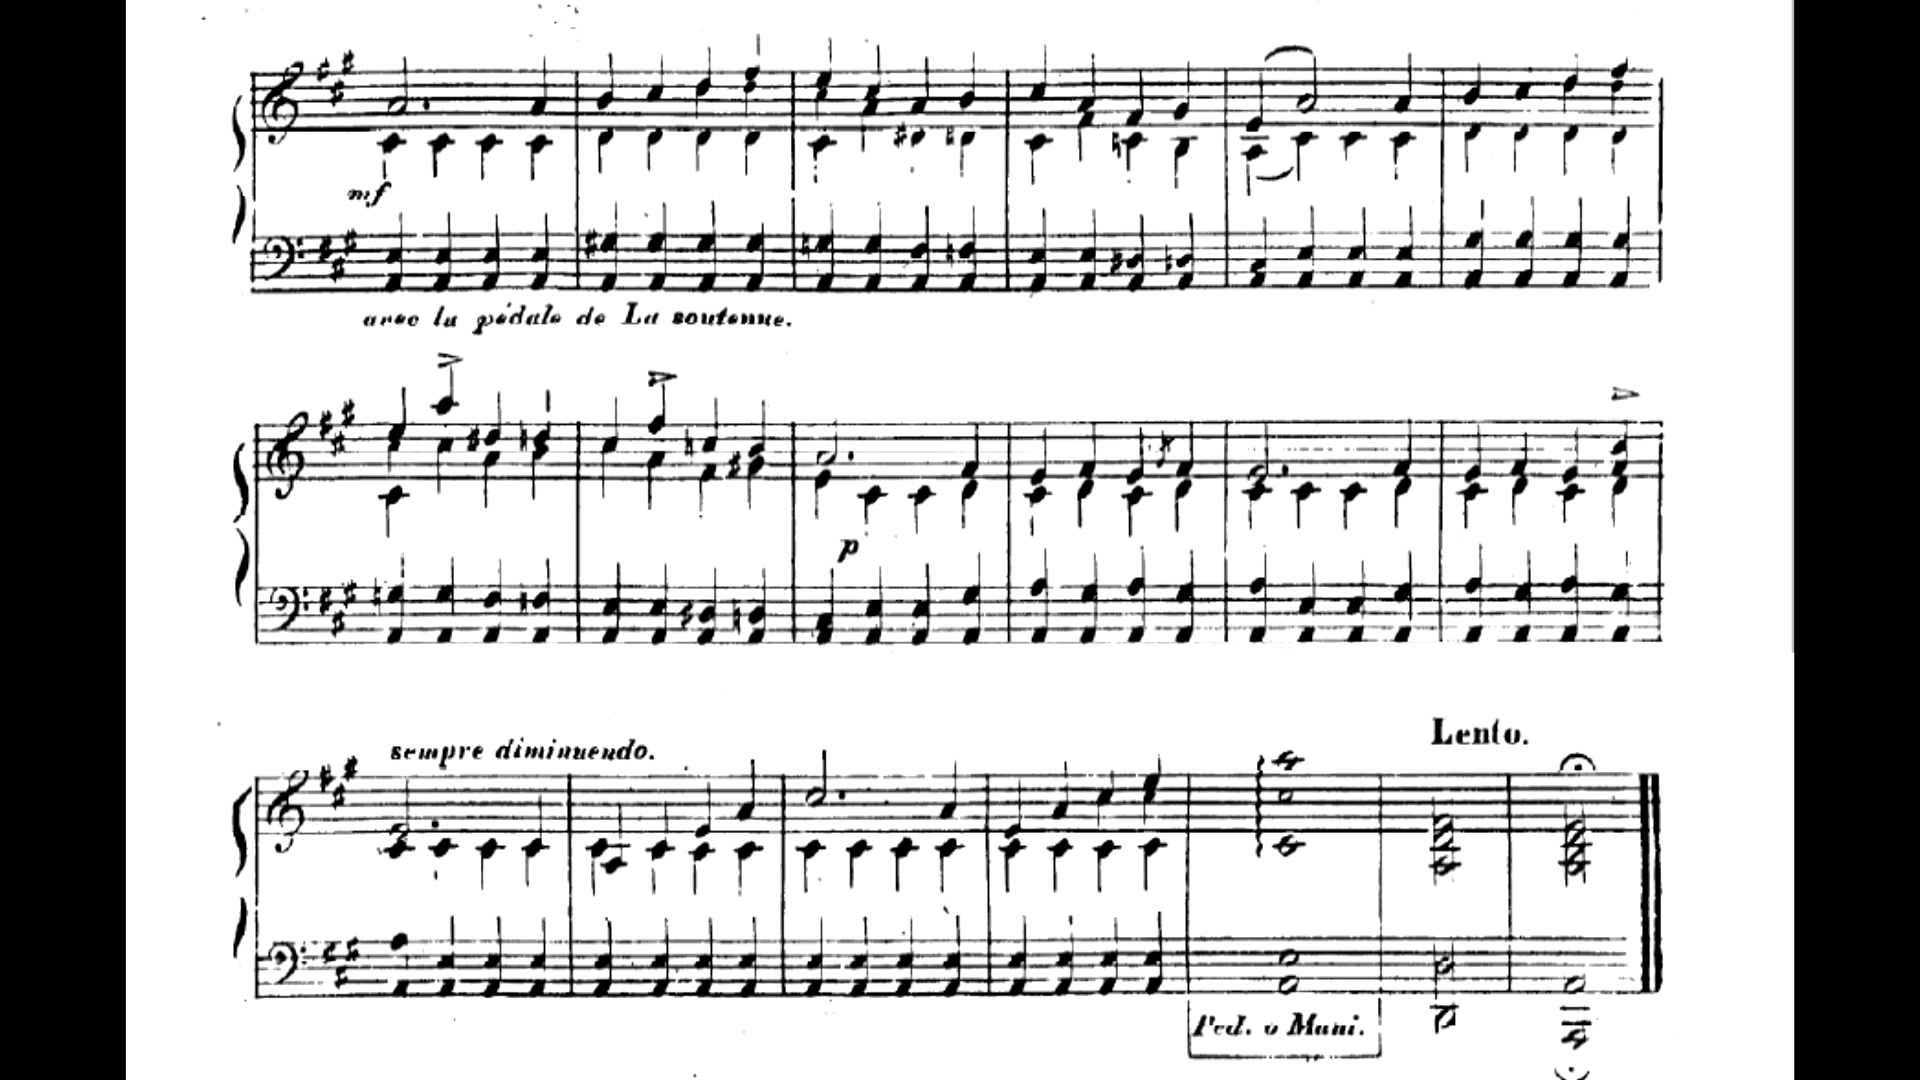 mf
avec la pédale de La soutenue.
p
sempre diminuendo.
Lento.
Ped. o Mani.